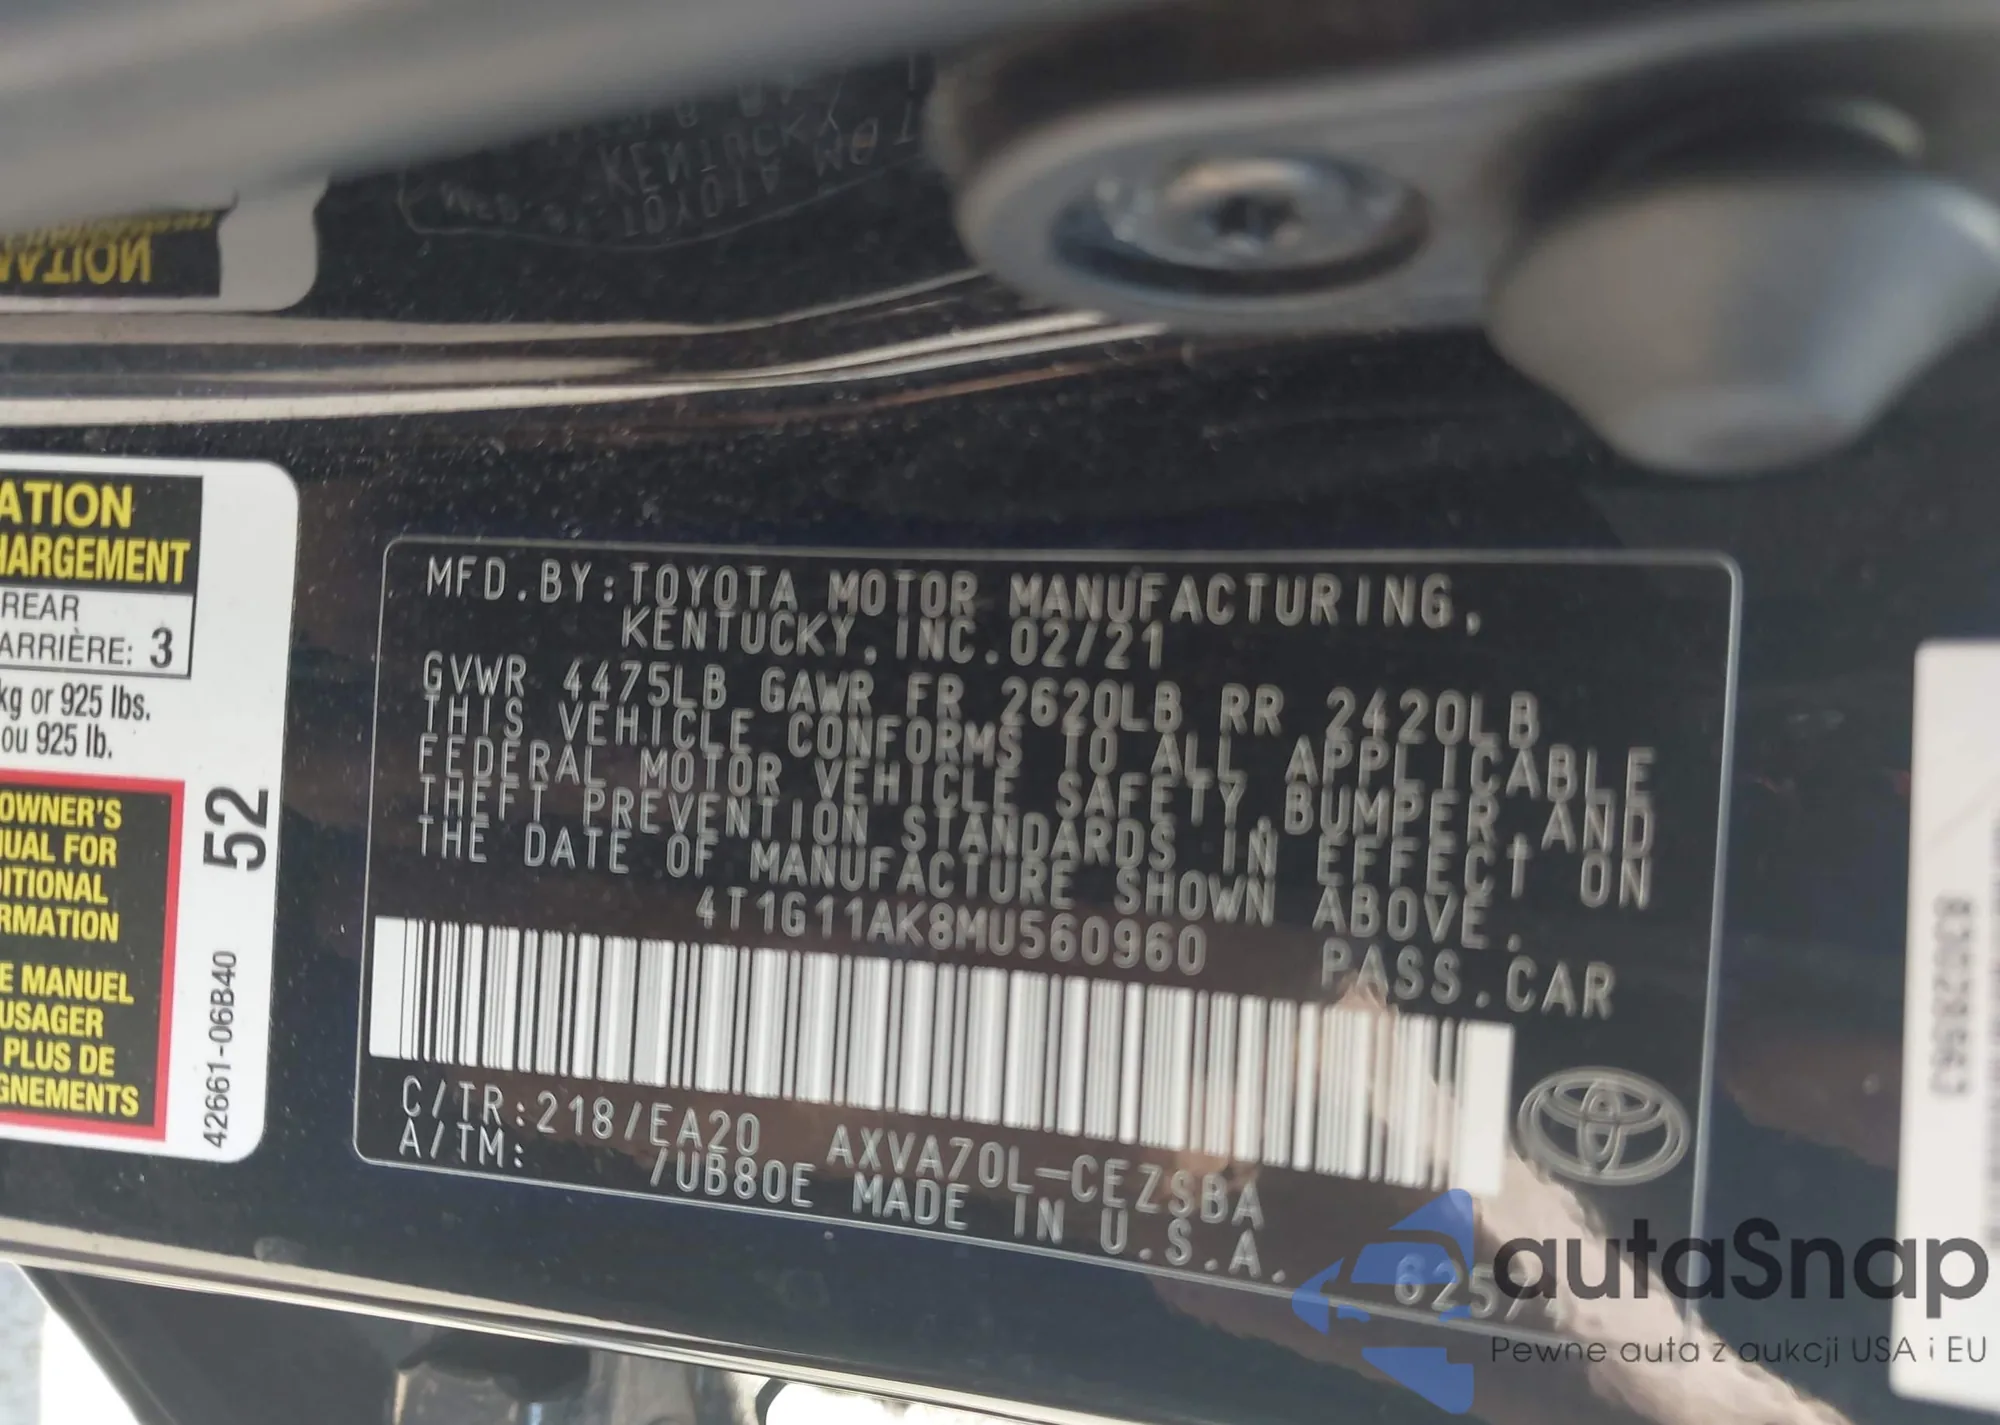 ATION
HARGEMENT
REAR
ARRIÈRE: 3
kg or 925 lbs.
ou 925 lb.
OWNER'S
NUAL FOR
DITIONAL
ORMATION
E MANUEL
USAGER
PLUS DE
GNEMENTS
52
42661-06B40
MFD.BY:TOYOTA MOTOR MANUFACTURING,
KENTUCKY,INC.02/21
GVWR 4475LB GAWR FR 2620LB RR 2420LB
THIS VEHICLE CONFORMS TO ALL APPLICABLE
FEDERAL MOTOR VEHICLE SAFETY,BUMPER,AND
THEFT PREVENTION STANDARDS IN EFFECT ON
THE DATE OF MANUFACTURE SHOWN ABOVE.
4T1G11AK8MU560960 PASS.CAR
C/TR:218/EA20 AXVA70L-CEZSBA
A/TM: /UB80E MADE IN U.S.A.
autaSnap
Pewne auta z aukcji USA i EU